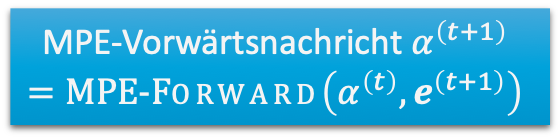 MPE-Vorwärtsnachricht α^(t+1)
= MPE-FORWARD(α^(t), e^(t+1))